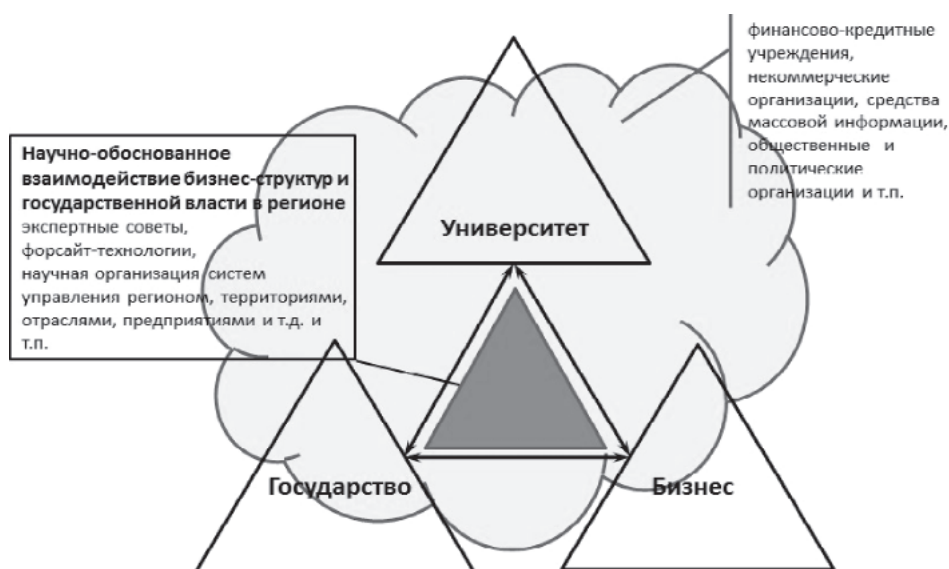 финансово-кредитные
учреждения,
некоммерческие
организации, средства
массовой информации,
общественные и
политические
организации и т.п.
Научно-обоснованное
взаимодействие бизнес-структур и
государственной власти в регионе
экспертные советы,
форсайт-технологии,
научная организация систем
управления регионом, территориями,
отраслями, предприятиями и т.д. и
т.п.
Университет
Государство
Бизнес